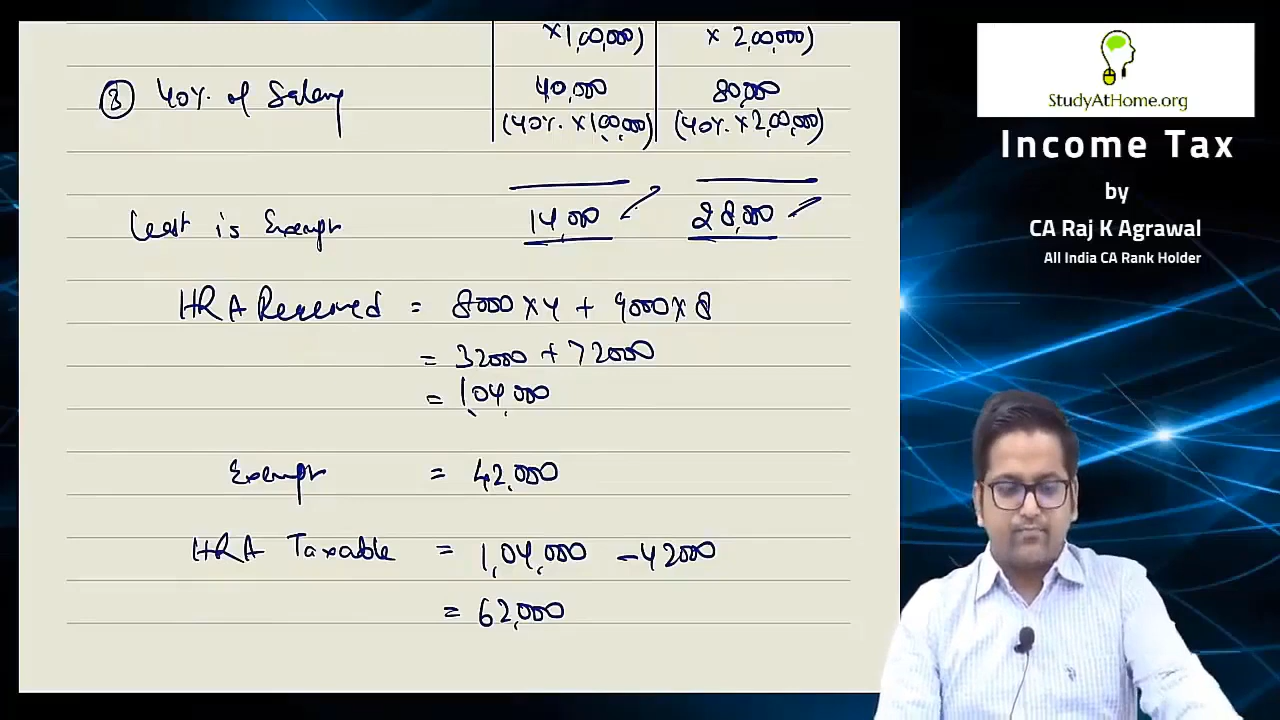 ×1,00,000) × 2,00,000)
③ 40% of Salary 40,000 80,000
(40% ×1,00,000) (40% ×2,00,000)
Least is Exempt 14,000 28,000
HRA Received = 8000 × 4 + 9000 × 8
= 32000 + 72000
= 1,04,000
Exempt = 42,000
HRA Taxable = 1,04,000 - 42000
= 62,000
StudyAtHome.org
Income Tax
by
CA Raj K Agrawal
All India CA Rank Holder